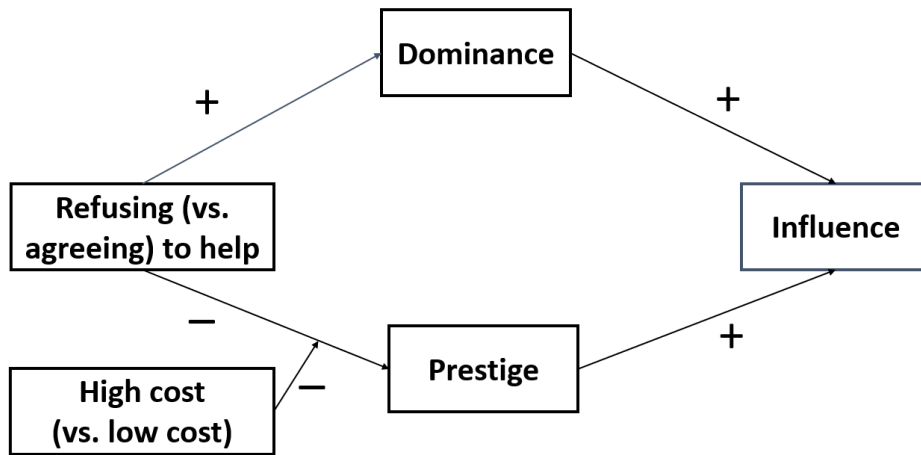 Dominance
+
+
Refusing (vs.
agreeing) to help
Influence
–
+
Prestige
High cost
(vs. low cost)
–